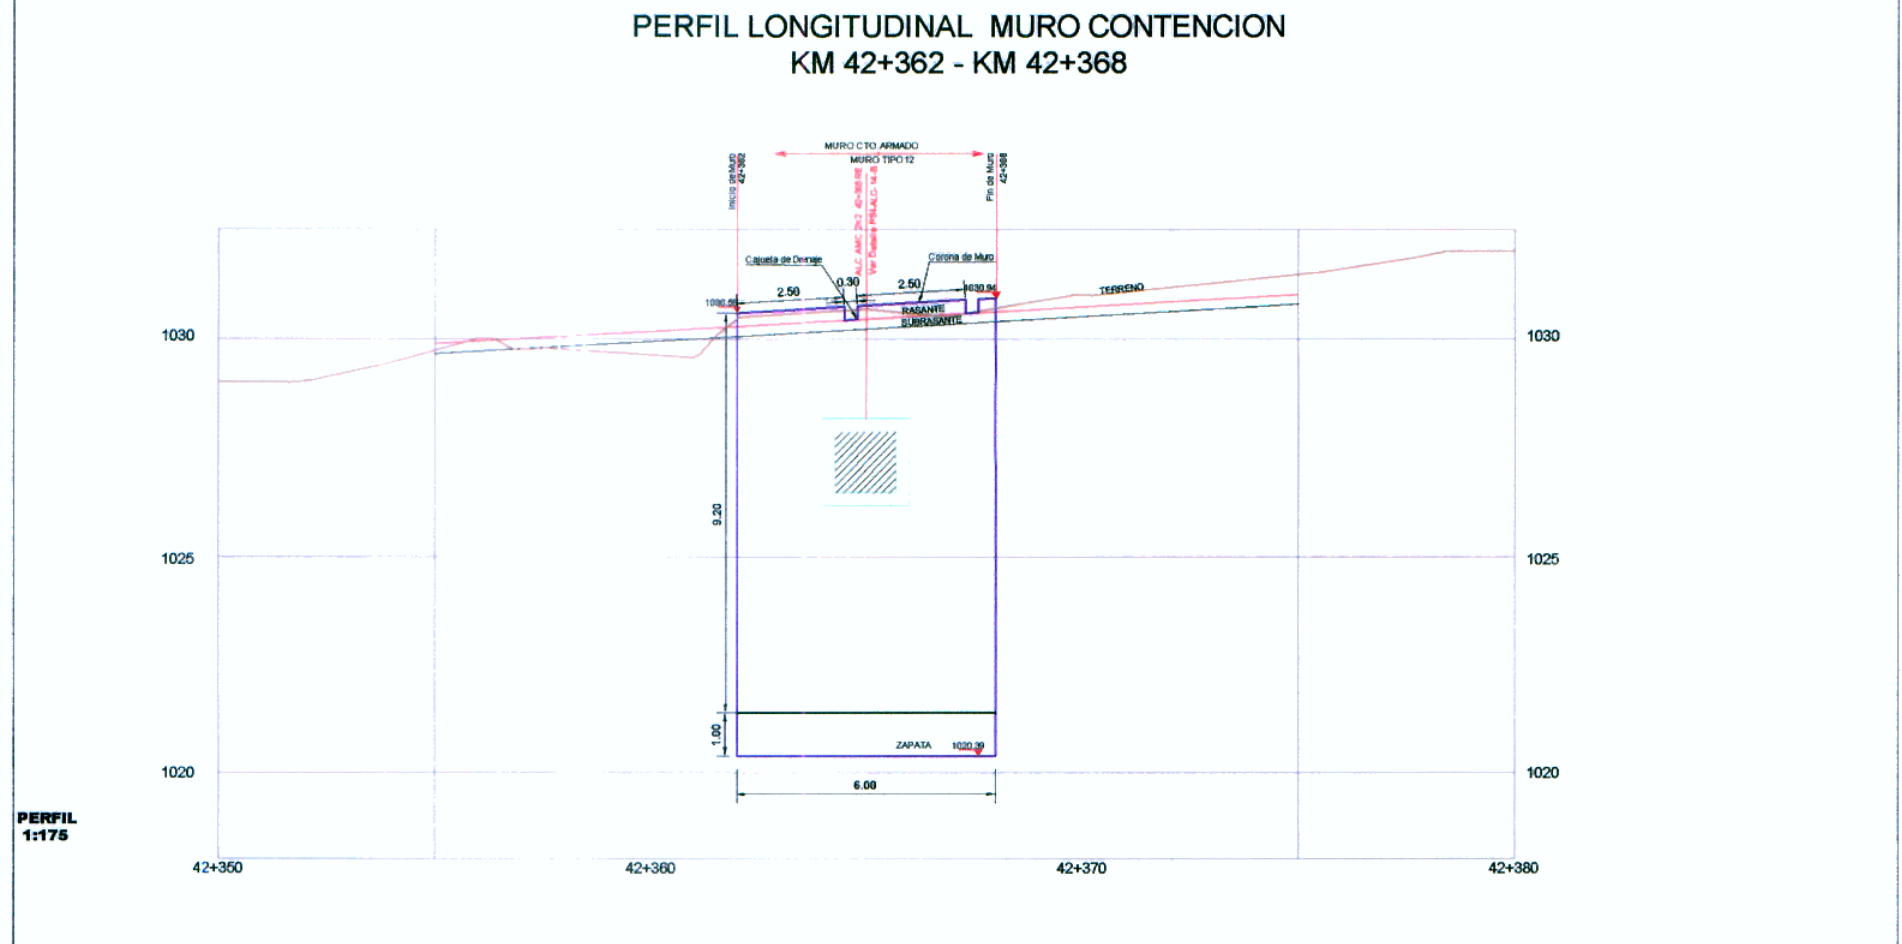 PERFIL LONGITUDINAL MURO CONTENCION
KM 42+362 - KM 42+368
MURO CTO. ARMADO
MURO TIPO 12
Inicio de Muro
42+362
Fin de Muro
42+368
Ver Detalle
Cajueta de Drenaje
Corona de Muro
2.50
0.30
2.50
1030.94
TERRENO
RASANTE
SUBRASANTE
1030
1030
9.20
1025
1025
1.00
ZAPATA
1020.39
1020
1020
6.00
PERFIL
1:175
42+350
42+360
42+370
42+380